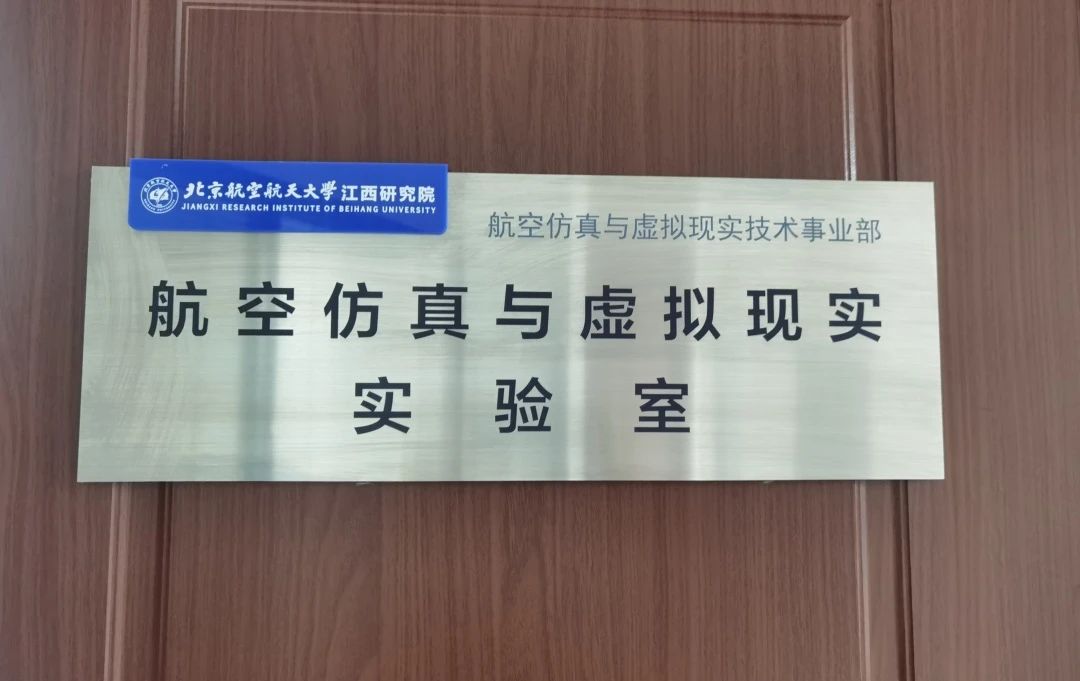 北京航空航天大學江西研究院
JIANGXI RESEARCH INSTITUTE OF BEIHANG UNIVERSITY
航空仿真与虚拟现实技术事业部
航空仿真与虚拟现实
实验室